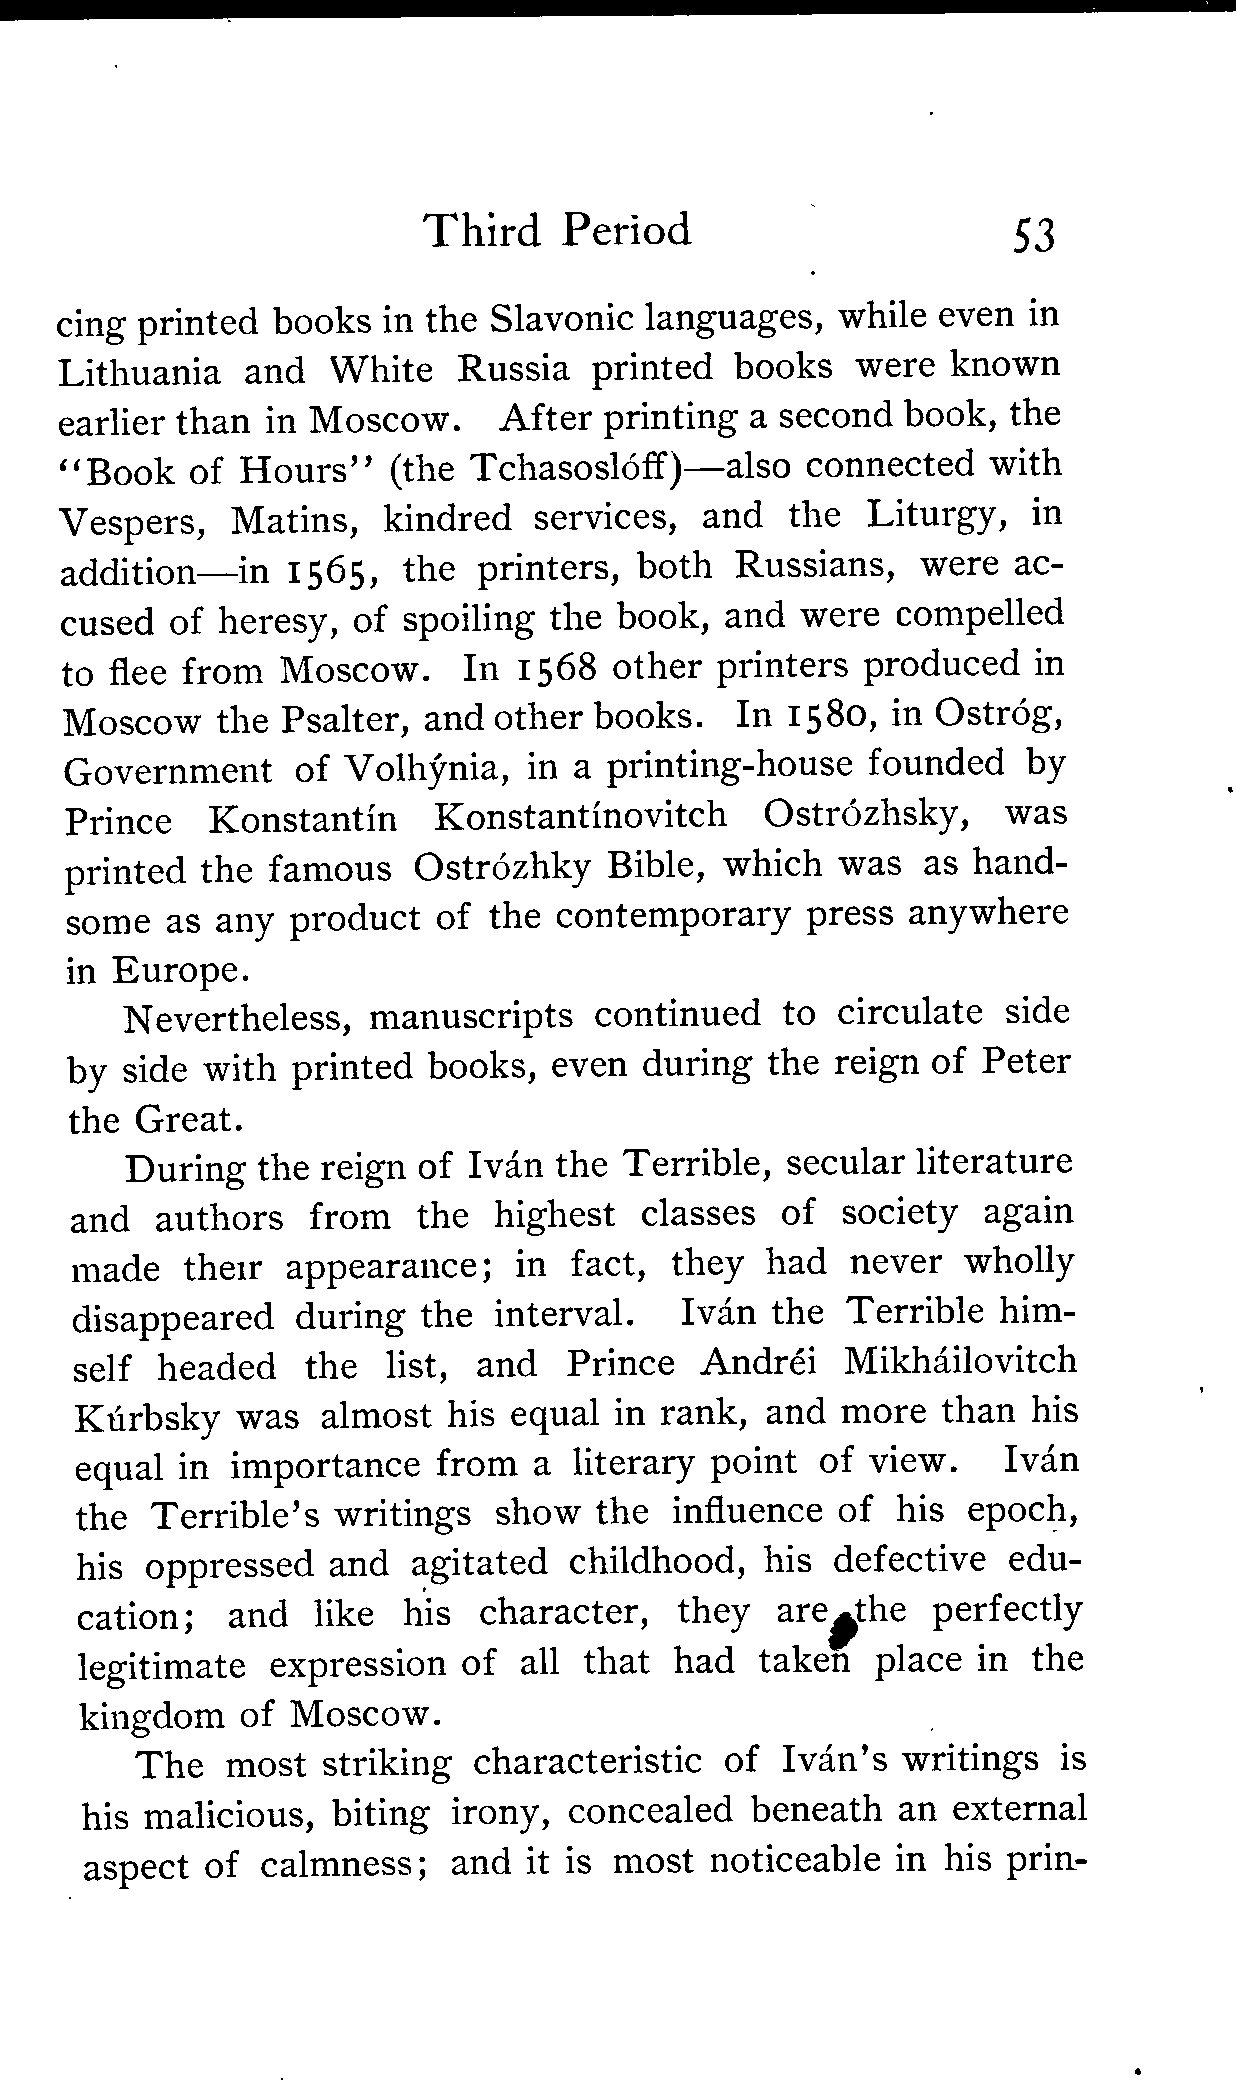 Third Period 53
cing printed books in the Slavonic languages, while even in
Lithuania and White Russia printed books were known
earlier than in Moscow. After printing a second book, the
“Book of Hours” (the Tchasoslóff)—also connected with
Vespers, Matins, kindred services, and the Liturgy, in
addition—in 1565, the printers, both Russians, were ac-
cused of heresy, of spoiling the book, and were compelled
to flee from Moscow. In 1568 other printers produced in
Moscow the Psalter, and other books. In 1580, in Ostróg,
Government of Volhýnia, in a printing-house founded by
Prince Konstantín Konstantínovitch Ostrózhsky, was
printed the famous Ostrózhky Bible, which was as hand-
some as any product of the contemporary press anywhere
in Europe.
Nevertheless, manuscripts continued to circulate side
by side with printed books, even during the reign of Peter
the Great.
During the reign of Iván the Terrible, secular literature
and authors from the highest classes of society again
made their appearance; in fact, they had never wholly
disappeared during the interval. Iván the Terrible him-
self headed the list, and Prince Andréi Mikháilovitch
Kúrbsky was almost his equal in rank, and more than his
equal in importance from a literary point of view. Iván
the Terrible’s writings show the influence of his epoch,
his oppressed and agitated childhood, his defective edu-
cation; and like his character, they are the perfectly
legitimate expression of all that had taken place in the
kingdom of Moscow.
The most striking characteristic of Iván’s writings is
his malicious, biting irony, concealed beneath an external
aspect of calmness; and it is most noticeable in his prin-